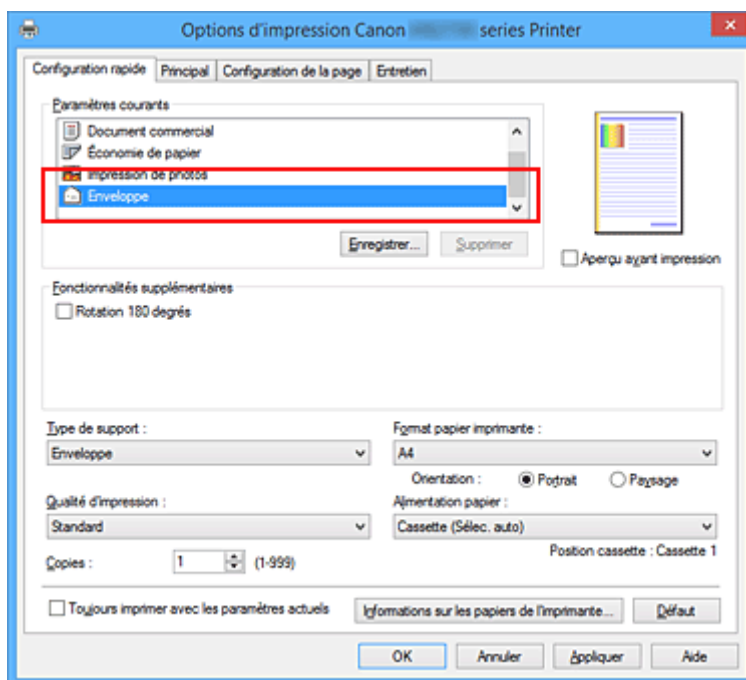 Options d'impression Canon series Printer
Configuration rapide Principal Configuration de la page Entretien
Paramètres courants
Document commercial
Économie de papier
Impression de photos
Enveloppe
Enregistrer... Supprimer
Aperçu avant impression
Fonctionnalités supplémentaires
Rotation 180 degrés
Type de support : Format papier imprimante :
Enveloppe A4
Orientation : Portrait Paysage
Qualité d'impression : Alimentation papier :
Standard Cassette (Sélec. auto)
Position cassette : Cassette 1
Copies : 1 (1-999)
Toujours imprimer avec les paramètres actuels Informations sur les papiers de l'imprimante... Défaut
OK Annuler Appliquer Aide